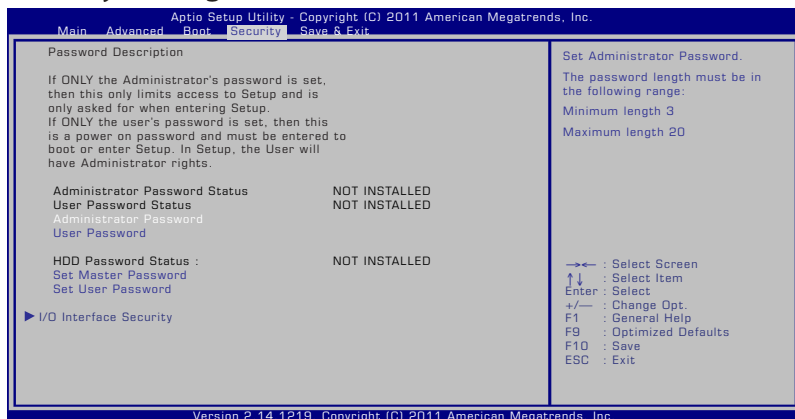 Aptio Setup Utility - Copyright (C) 2011 American Megatrends, Inc.
Main Advanced Boot Security Save & Exit
Password Description
If ONLY the Administrator's password is set,
then this only limits access to Setup and is
only asked for when entering Setup.
If ONLY the user's password is set, then this
is a power on password and must be entered to
boot or enter Setup. In Setup, the User will
have Administrator rights.
Administrator Password Status NOT INSTALLED
User Password Status NOT INSTALLED
Administrator Password
User Password
HDD Password Status : NOT INSTALLED
Set Master Password
Set User Password
I/O Interface Security
Set Administrator Password.
The password length must be in
the following range:
Minimum length 3
Maximum length 20
→← : Select Screen
↑↓ : Select Item
Enter : Select
+/— : Change Opt.
F1 : General Help
F9 : Optimized Defaults
F10 : Save
ESC : Exit
Version 2.14.1219. Copyright (C) 2011 American Megatrends, Inc.